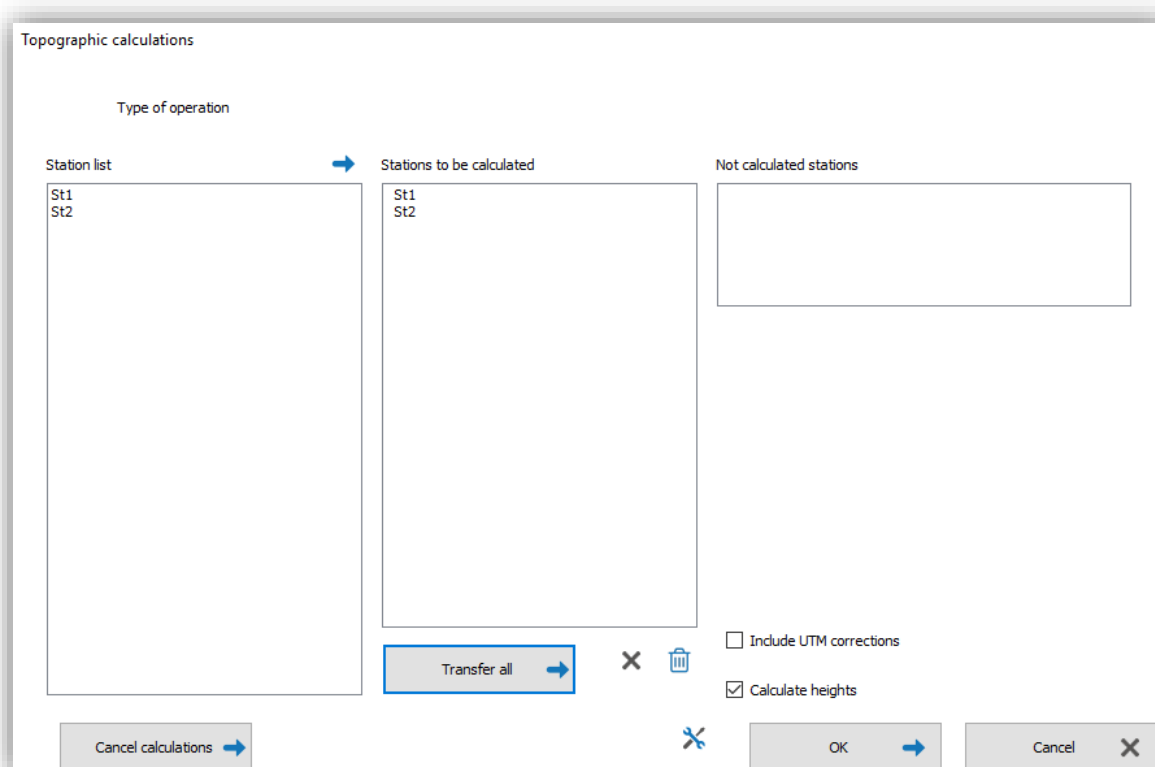 Topographic calculations
Type of operation
Station list
Stations to be calculated
Not calculated stations
St1
St2
St1
St2
Include UTM corrections
Transfer all
Calculate heights
Cancel calculations
OK
Cancel